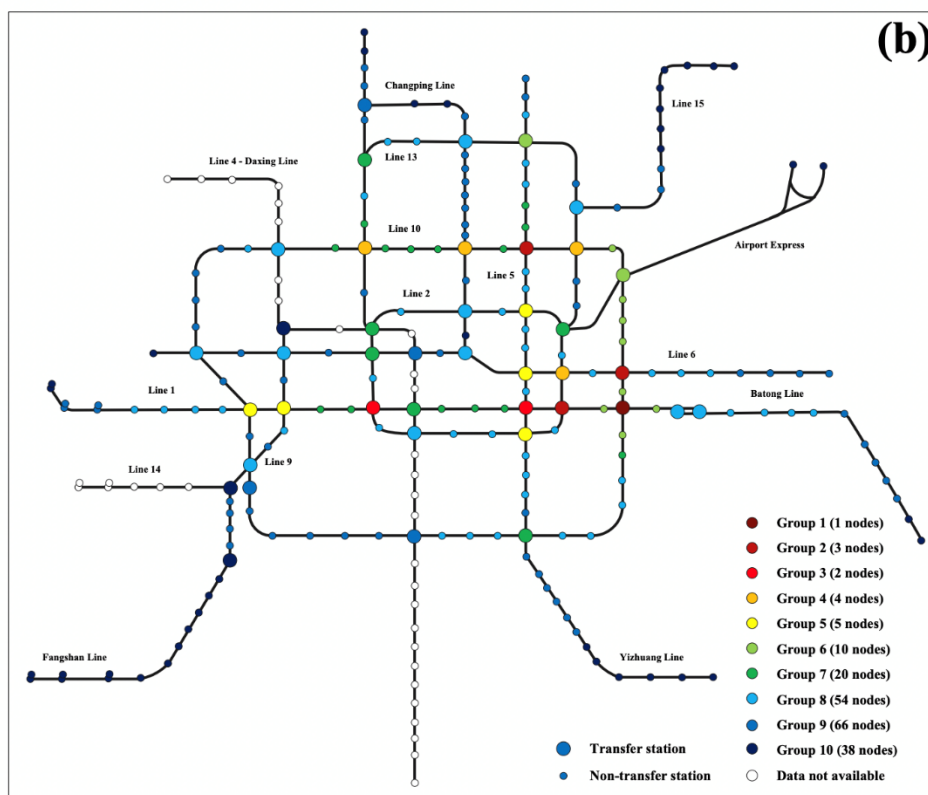 (b)
Changping Line
Line 15
Line 13
Line 4 - Daxing Line
Line 10
Airport Express
Line 5
Line 2
Line 6
Line 1
Batong Line
Line 14
Line 9
Group 1 (1 nodes)
Group 2 (3 nodes)
Group 3 (2 nodes)
Group 4 (4 nodes)
Group 5 (5 nodes)
Group 6 (10 nodes)
Fangshan Line
Yizhuang Line
Group 7 (20 nodes)
Group 8 (54 nodes)
Group 9 (66 nodes)
Transfer station
Group 10 (38 nodes)
Non-transfer station
Data not available